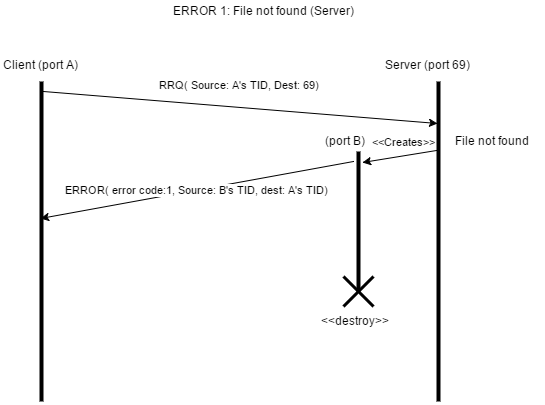 ERROR 1: File not found (Server)
Client (port A)
Server (port 69)
RRQ( Source: A's TID, Dest: 69)
(port B)
<<Creates>>
File not found
ERROR( error code:1, Source: B's TID, dest: A's TID)
<<destroy>>